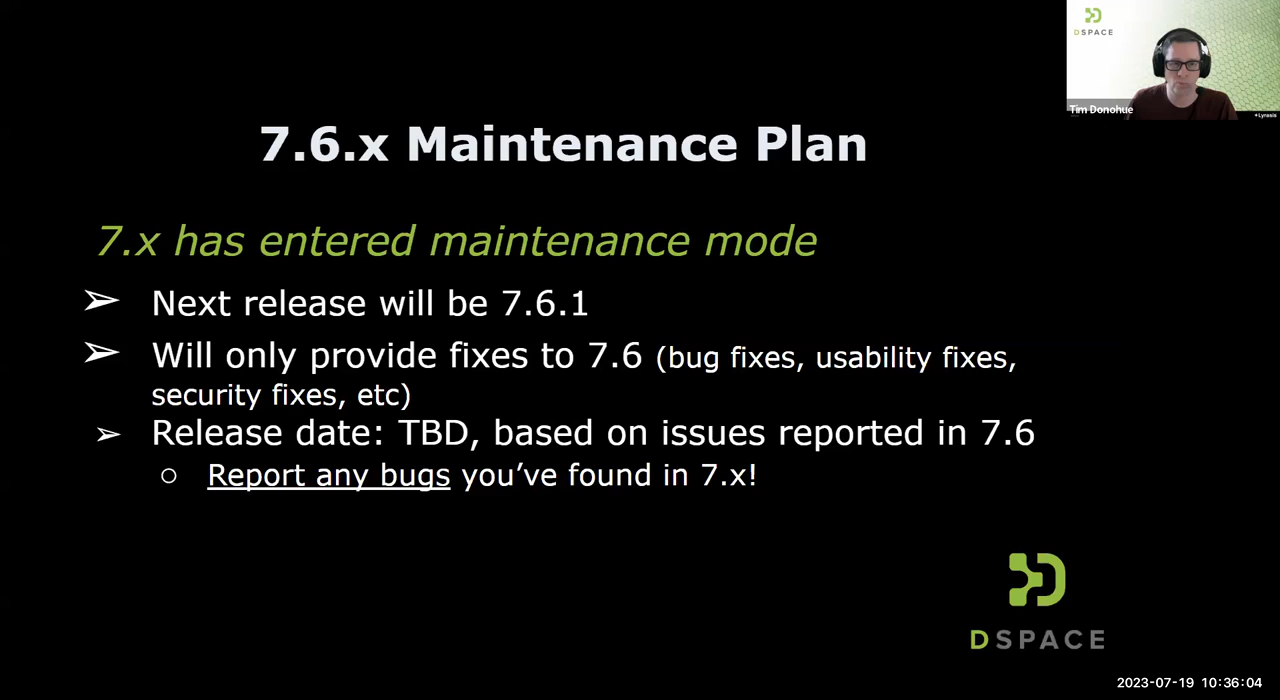 DSPACE
Tim Donohue
Lyrasis
7.6.x Maintenance Plan
7.x has entered maintenance mode
➢ Next release will be 7.6.1
➢ Will only provide fixes to 7.6 (bug fixes, usability fixes,
security fixes, etc)
➢ Release date: TBD, based on issues reported in 7.6
○ Report any bugs you’ve found in 7.x!
DSPACE
2023-07-19 10:36:04